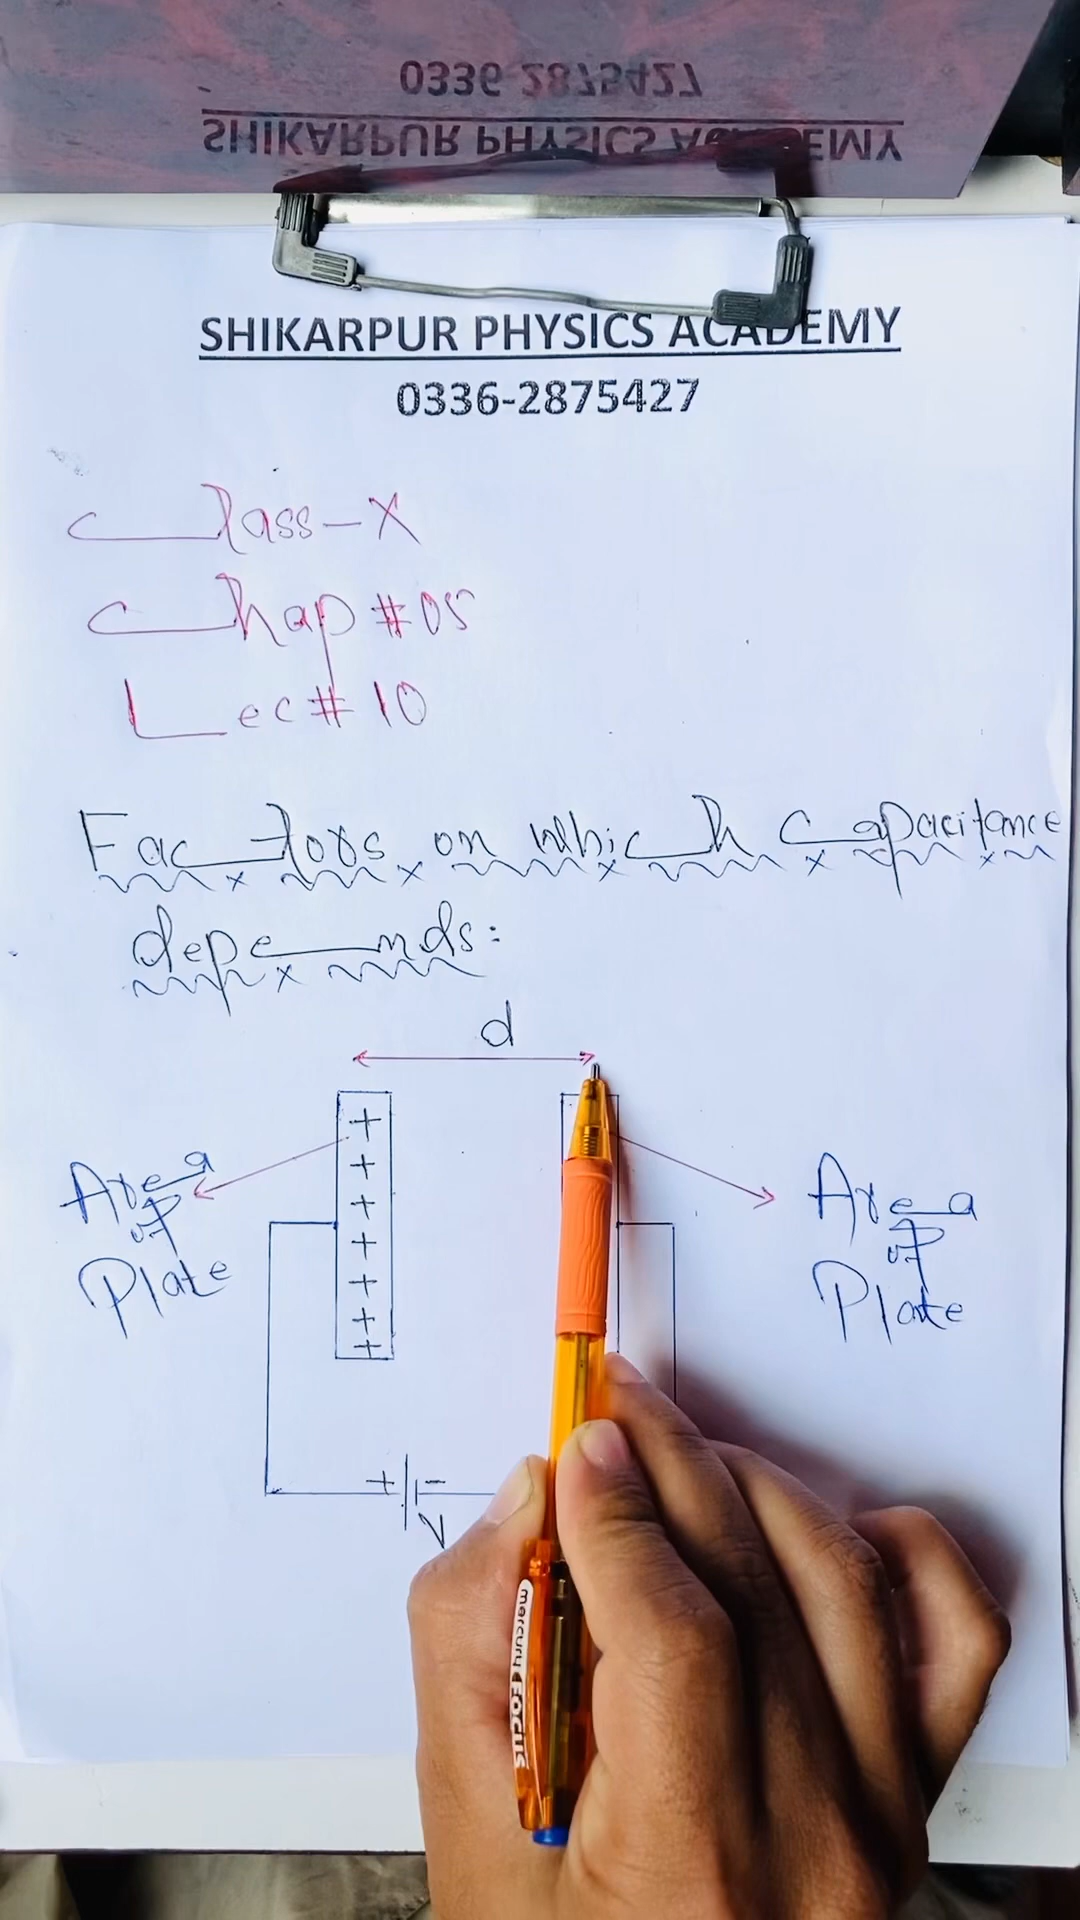 0336-2875427
SHIKARPUR PHYSICS ACADEMY
SHIKARPUR PHYSICS ACADEMY
0336-2875427
Class-X
Chap #05
Lec# 10
Factors on which Capacitance
depends:
d
+
+
+
+
+
+
+
Area
of
Plate
Area
of
Plate
+ -
V
mercury FOCUS